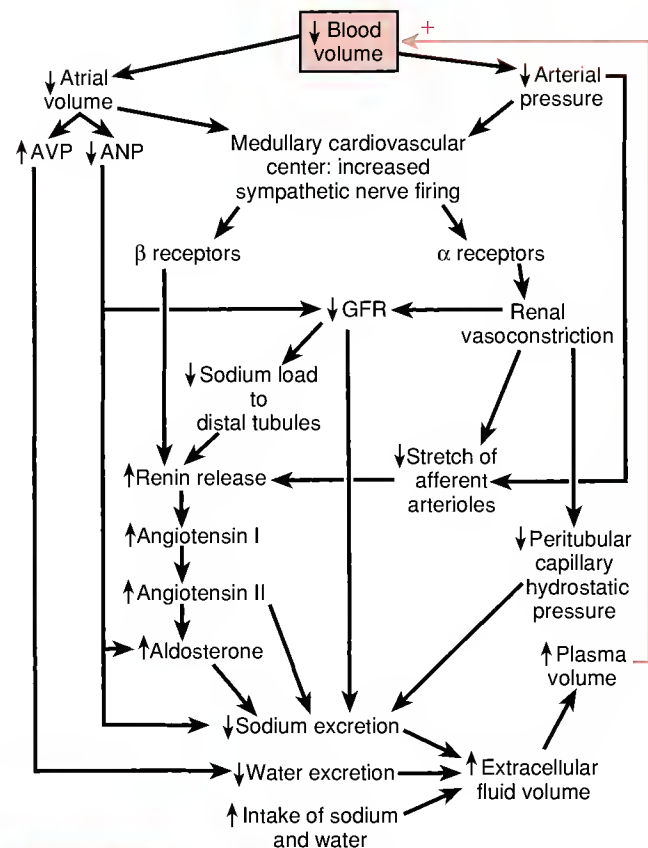 ↓ Blood
volume
+
↓ Atrial
volume
↓ Arterial
pressure
↑ AVP ↓ ANP
Medullary cardiovascular
center: increased
sympathetic nerve firing
β receptors
α receptors
↓ GFR
Renal
vasoconstriction
↓ Sodium load
to
distal tubules
↓ Stretch of
afferent
arterioles
↑ Renin release
↑ Angiotensin I
↓ Peritubular
capillary
hydrostatic
pressure
↑ Angiotensin II
↑ Aldosterone
↑ Plasma
volume
↓ Sodium excretion
↓ Water excretion
↑ Extracellular
fluid volume
↑ Intake of sodium
and water